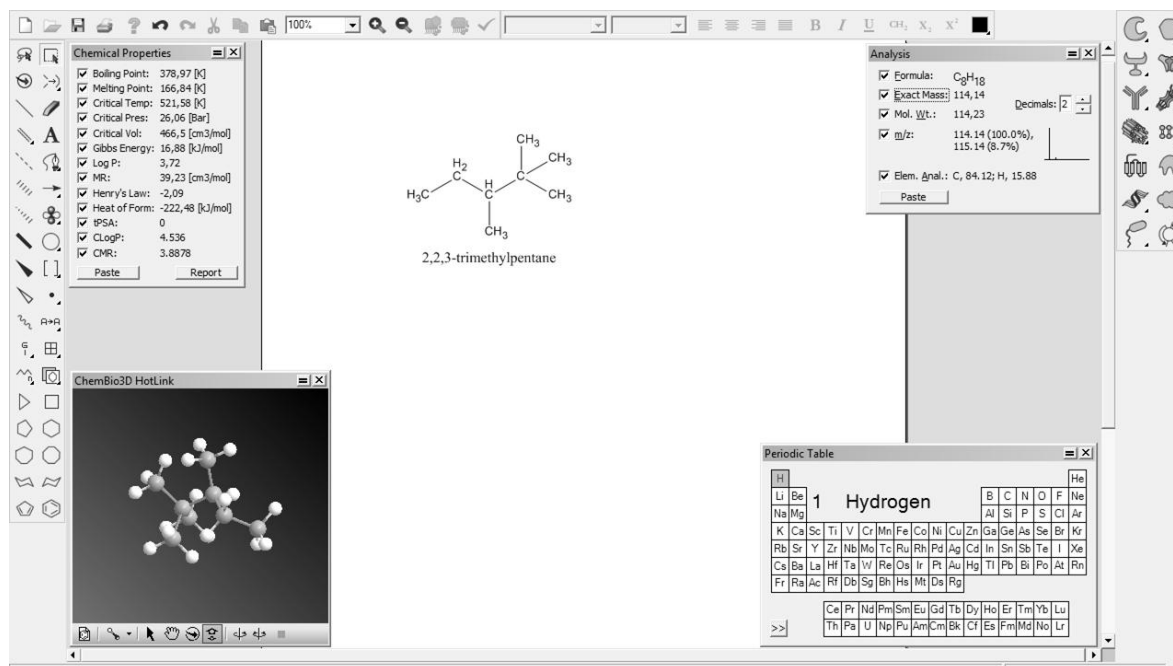 100%
B I U CH₂ X₂ X²
A
Chemical Properties
Boiling Point: 378,97 [K]
Melting Point: 166,84 [K]
Critical Temp: 521,58 [K]
Critical Pres: 26,06 [Bar]
Critical Vol: 466,5 [cm3/mol]
Gibbs Energy: 16,88 [kJ/mol]
Log P: 3,72
MR: 39,23 [cm3/mol]
Henry's Law: -2,09
Heat of Form: -222,48 [kJ/mol]
tPSA: 0
CLogP: 4.536
CMR: 3.8878
Paste Report
CH₃
H₂
C CH₃
H C
H₃C C CH₃
CH₃
2,2,3-trimethylpentane
Analysis
Formula: C₈H₁₈
Exact Mass: 114,14
Decimals: 2
Mol. Wt.: 114,23
m/z: 114.14 (100.0%),
115.14 (8.7%)
Elem. Anal.: C, 84.12; H, 15.88
Paste
ChemBio3D HotLink
Periodic Table
H He
Li Be B C N O F Ne
1 Hydrogen
Na Mg Al Si P S Cl Ar
K Ca Sc Ti V Cr Mn Fe Co Ni Cu Zn Ga Ge As Se Br Kr
Rb Sr Y Zr Nb Mo Tc Ru Rh Pd Ag Cd In Sn Sb Te I Xe
Cs Ba La Hf Ta W Re Os Ir Pt Au Hg Tl Pb Bi Po At Rn
Fr Ra Ac Rf Db Sg Bh Hs Mt Ds Rg
Ce Pr Nd Pm Sm Eu Gd Tb Dy Ho Er Tm Yb Lu
>> Th Pa U Np Pu Am Cm Bk Cf Es Fm Md No Lr